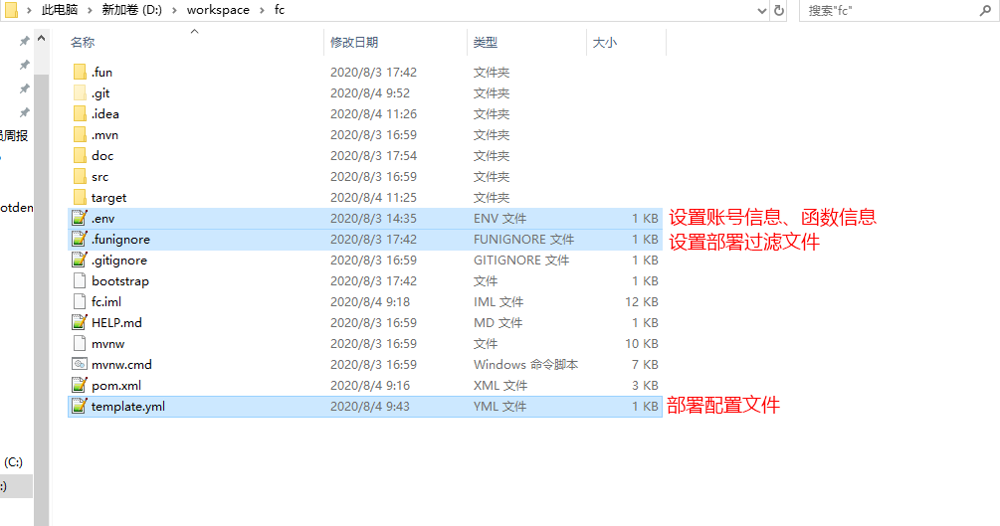 此电脑 › 新加卷 (D:) › workspace › fc 搜索"fc"
名称 修改日期 类型 大小
.fun 2020/8/3 17:42 文件夹
.git 2020/8/4 9:52 文件夹
.idea 2020/8/4 11:26 文件夹
.mvn 2020/8/3 16:59 文件夹
周报
doc 2020/8/3 17:54 文件夹
src 2020/8/3 16:59 文件夹
target 2020/8/4 11:25 文件夹
otdem
.env 2020/8/3 14:35 ENV 文件 1 KB 设置账号信息、函数信息
.funignore 2020/8/3 17:42 FUNIGNORE 文件 1 KB 设置部署过滤文件
.gitignore 2020/8/3 16:59 GITIGNORE 文件 1 KB
bootstrap 2020/8/3 17:42 文件 1 KB
fc.iml 2020/8/4 9:18 IML 文件 12 KB
HELP.md 2020/8/3 16:59 MD 文件 1 KB
mvnw 2020/8/3 16:59 文件 10 KB
mvnw.cmd 2020/8/3 16:59 Windows 命令脚本 7 KB
pom.xml 2020/8/4 9:16 XML 文件 3 KB
template.yml 2020/8/4 9:43 YML 文件 1 KB 部署配置文件
(C:)
:)